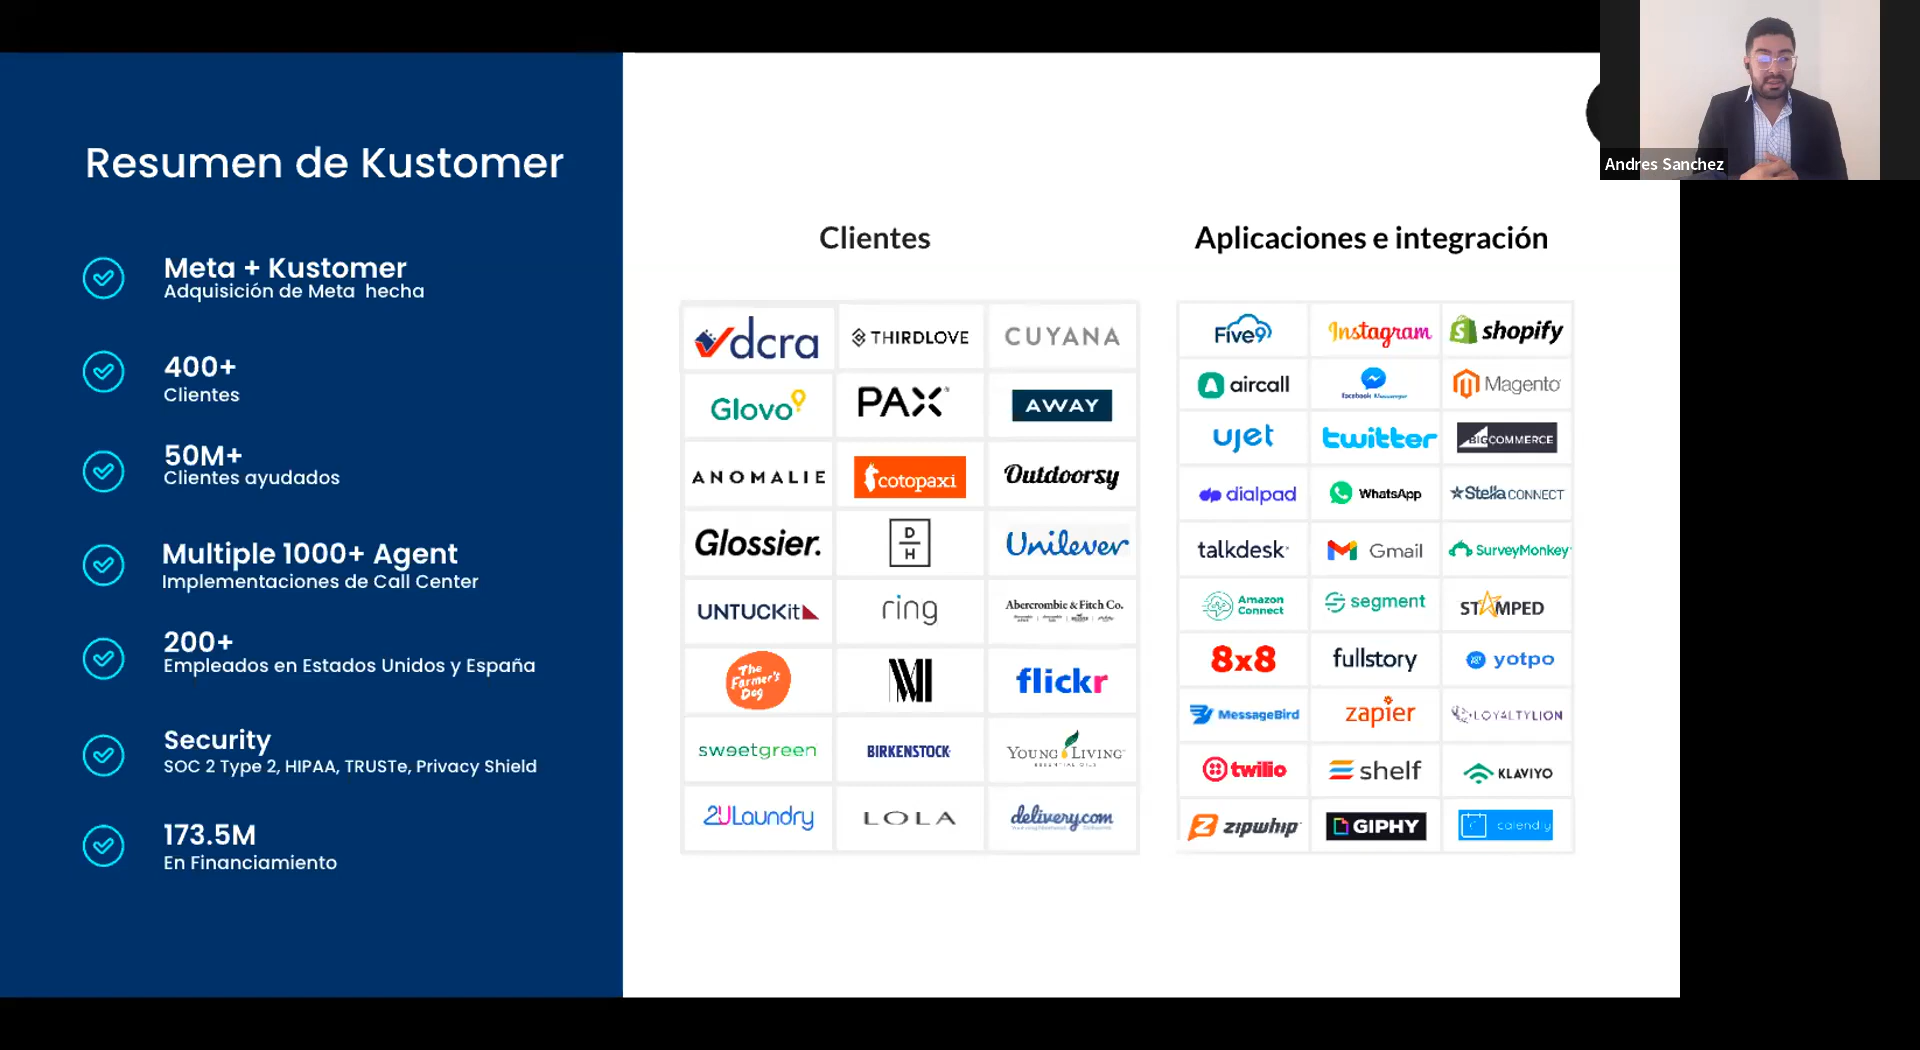 Andres Sanchez
Resumen de Kustomer
Meta + Kustomer
Adquisición de Meta hecha
400+
Clientes
50M+
Clientes ayudados
Multiple 1000+ Agent
Implementaciones de Call Center
200+
Empleados en Estados Unidos y España
Security
SOC 2 Type 2, HIPAA, TRUSTe, Privacy Shield
173.5M
En Financiamiento
Clientes
dcra
THIRDLOVE
CUYANA
Glovo
PAX
AWAY
ANOMALIE
cotopaxi
Outdoorsy
Glossier.
D
H
Unilever
UNTUCKit
ring
Abercrombie & Fitch Co.
The
Farmer's
Dog
M
flickr
sweetgreen
BIRKENSTOCK
YOUNG LIVING
ESSENTIAL OILS
2ULaundry
LOLA
delivery.com
Aplicaciones e integración
Five9
Instagram
shopify
aircall
Facebook Messenger
Magento
ujet
twitter
BIGCOMMERCE
dialpad
WhatsApp
Stella CONNECT
talkdesk
Gmail
SurveyMonkey
Amazon
Connect
segment
STAMPED
8x8
fullstory
yotpo
MessageBird
zapier
LOYALTYLION
twilio
shelf
KLAVIYO
zipwhip
GIPHY
calendly